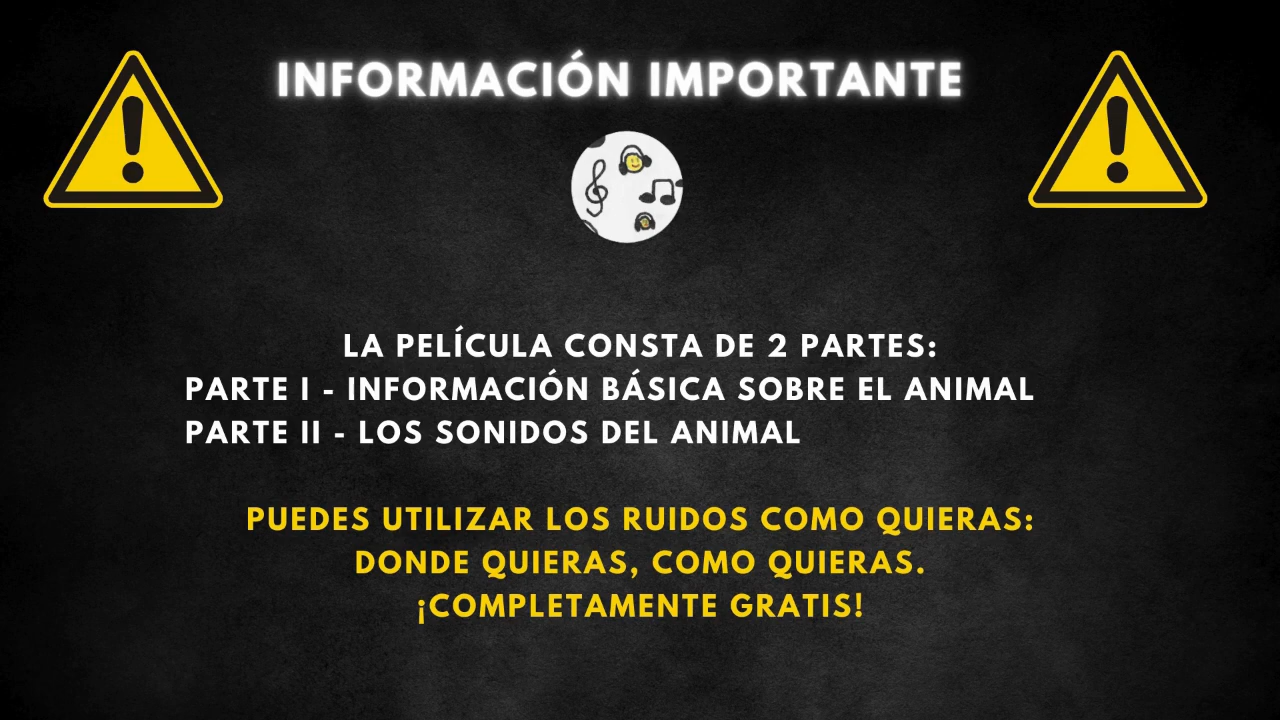 INFORMACIÓN IMPORTANTE
LA PELÍCULA CONSTA DE 2 PARTES:
PARTE I - INFORMACIÓN BÁSICA SOBRE EL ANIMAL
PARTE II - LOS SONIDOS DEL ANIMAL
PUEDES UTILIZAR LOS RUIDOS COMO QUIERAS:
DONDE QUIERAS, COMO QUIERAS.
¡COMPLETAMENTE GRATIS!